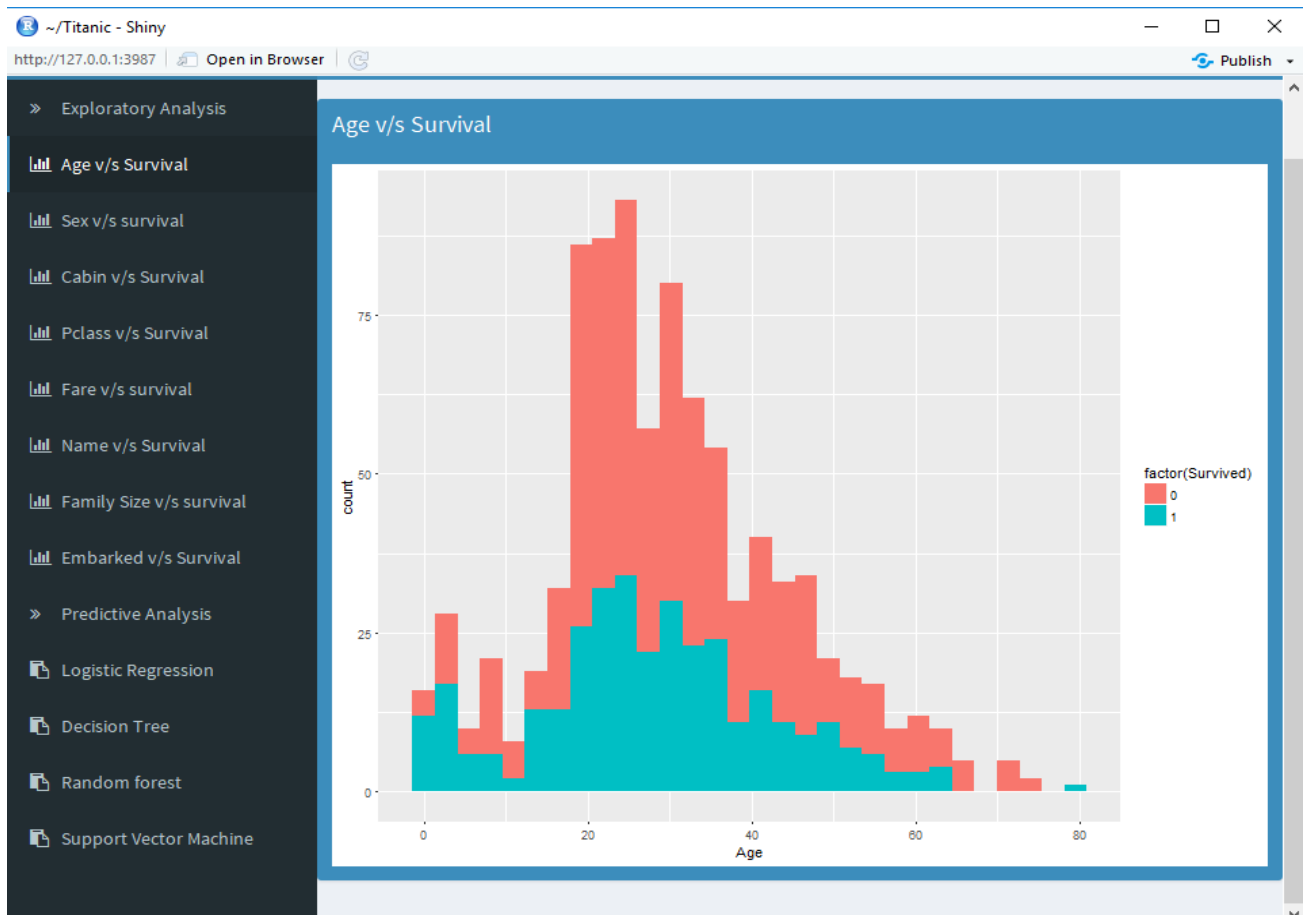 ~/Titanic - Shiny
http://127.0.0.1:3987 Open in Browser Publish
Exploratory Analysis
Age v/s Survival
Sex v/s survival
Cabin v/s Survival
Pclass v/s Survival
Fare v/s survival
Name v/s Survival
Family Size v/s survival
Embarked v/s Survival
Predictive Analysis
Logistic Regression
Decision Tree
Random forest
Support Vector Machine
Age v/s Survival
75
50
25
0
count
0 20 40 60 80
Age
factor(Survived)
0
1